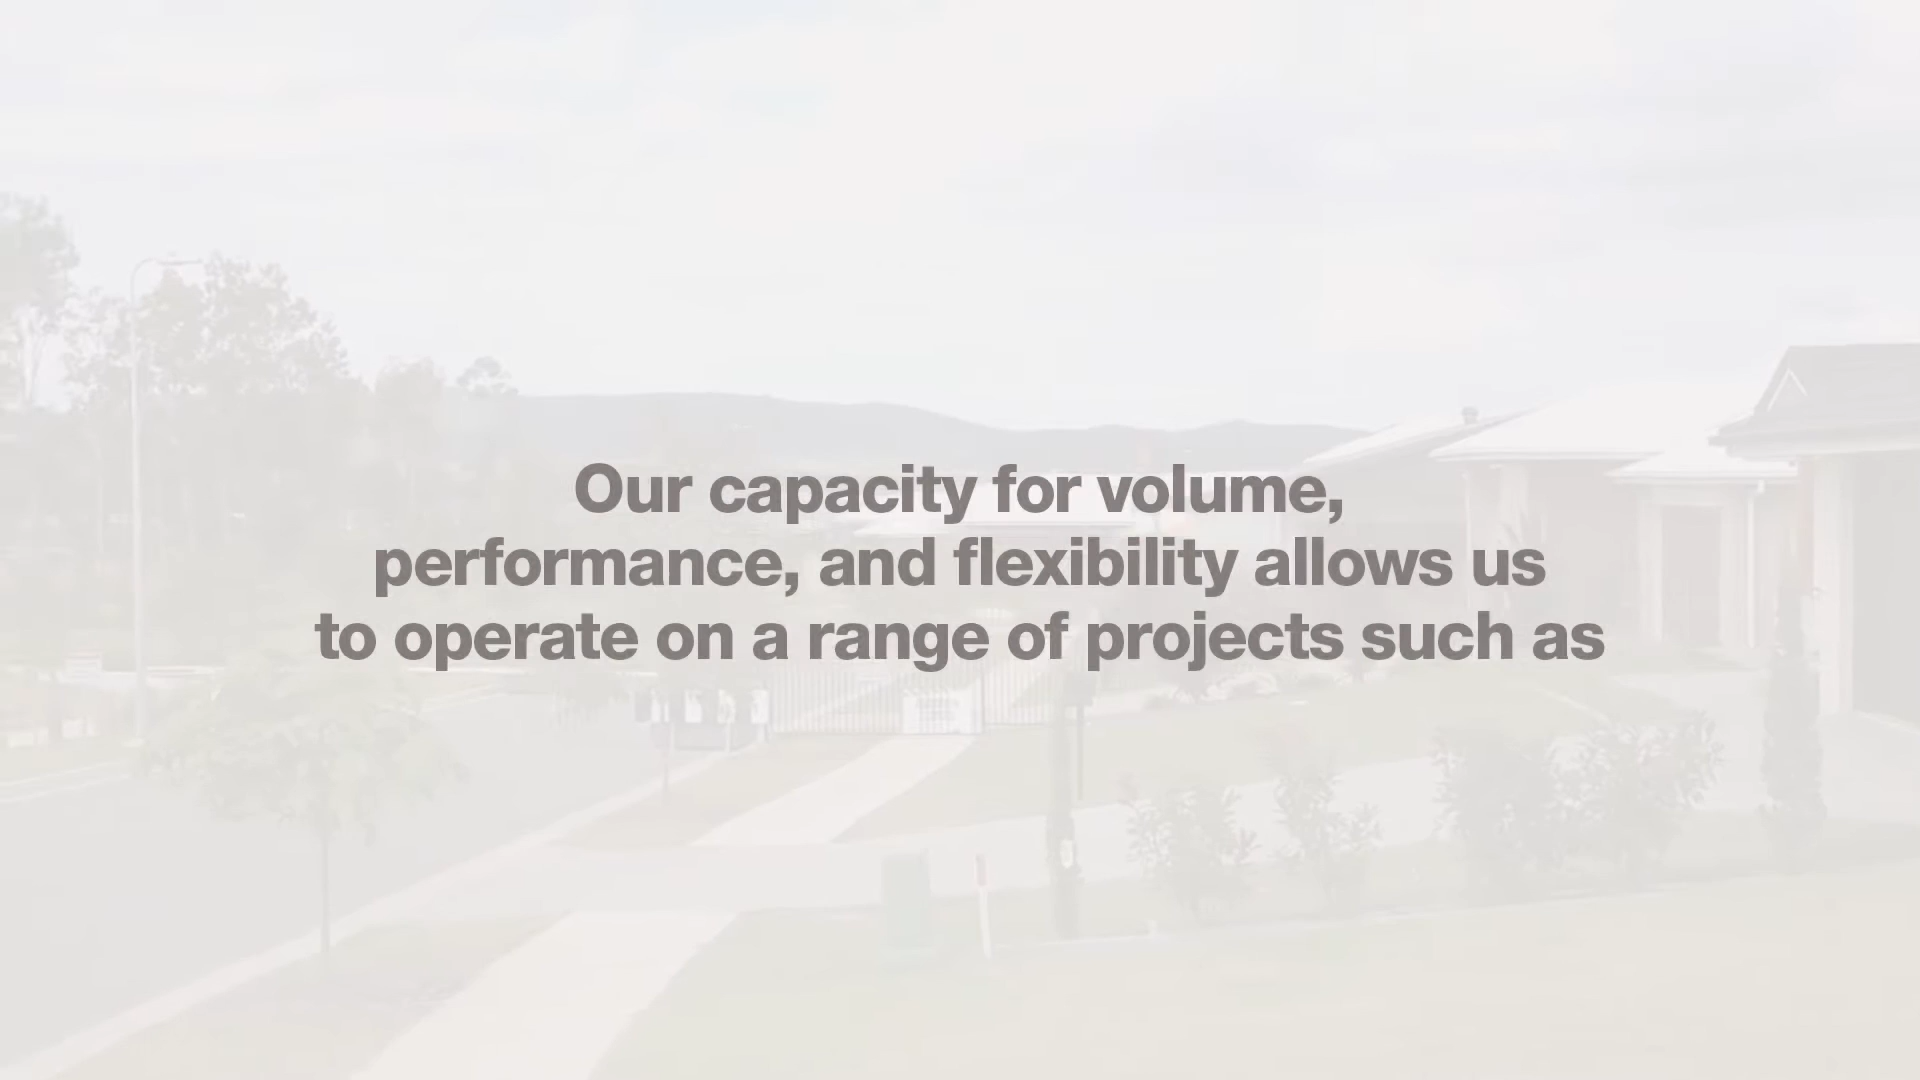 Our capacity for volume,
performance, and flexibility allows us
to operate on a range of projects such as